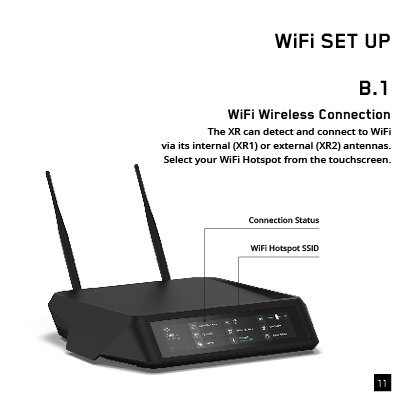 WiFi SET UP
B.1
WiFi Wireless Connection
The XR can detect and connect to WiFi
via its internal (XR1) or external (XR2) antennas.
Select your WiFi Hotspot from the touchscreen.
Connection Status
WiFi Hotspot SSID
11